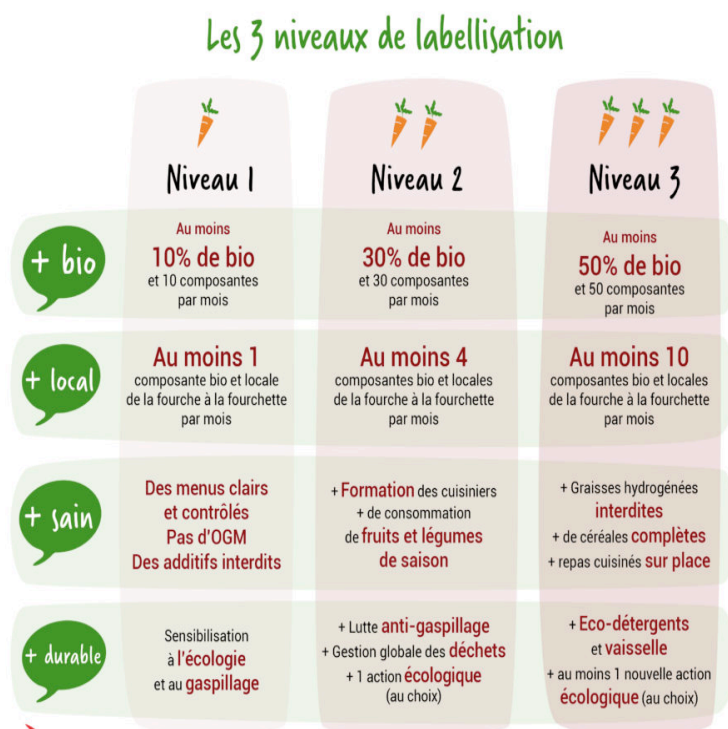 Les 3 niveaux de labellisation
Niveau 1
Niveau 2
Niveau 3
+ bio
Au moins
10% de bio
et 10 composantes
par mois
Au moins
30% de bio
et 30 composantes
par mois
Au moins
50% de bio
et 50 composantes
par mois
+ local
Au moins 1
composante bio et locale
de la fourche à la fourchette
par mois
Au moins 4
composantes bio et locales
de la fourche à la fourchette
par mois
Au moins 10
composantes bio et locales
de la fourche à la fourchette
par mois
+ sain
Des menus clairs
et contrôlés
Pas d'OGM
Des additifs interdits
+ Formation des cuisiniers
+ de consommation
de fruits et légumes
de saison
+ Graisses hydrogénées
interdites
+ de céréales complètes
+ repas cuisinés sur place
+ durable
Sensibilisation
à l'écologie
et au gaspillage
+ Lutte anti-gaspillage
+ Gestion globale des déchets
+ 1 action écologique
(au choix)
+ Eco-détergents
et vaisselle
+ au moins 1 nouvelle action
écologique (au choix)